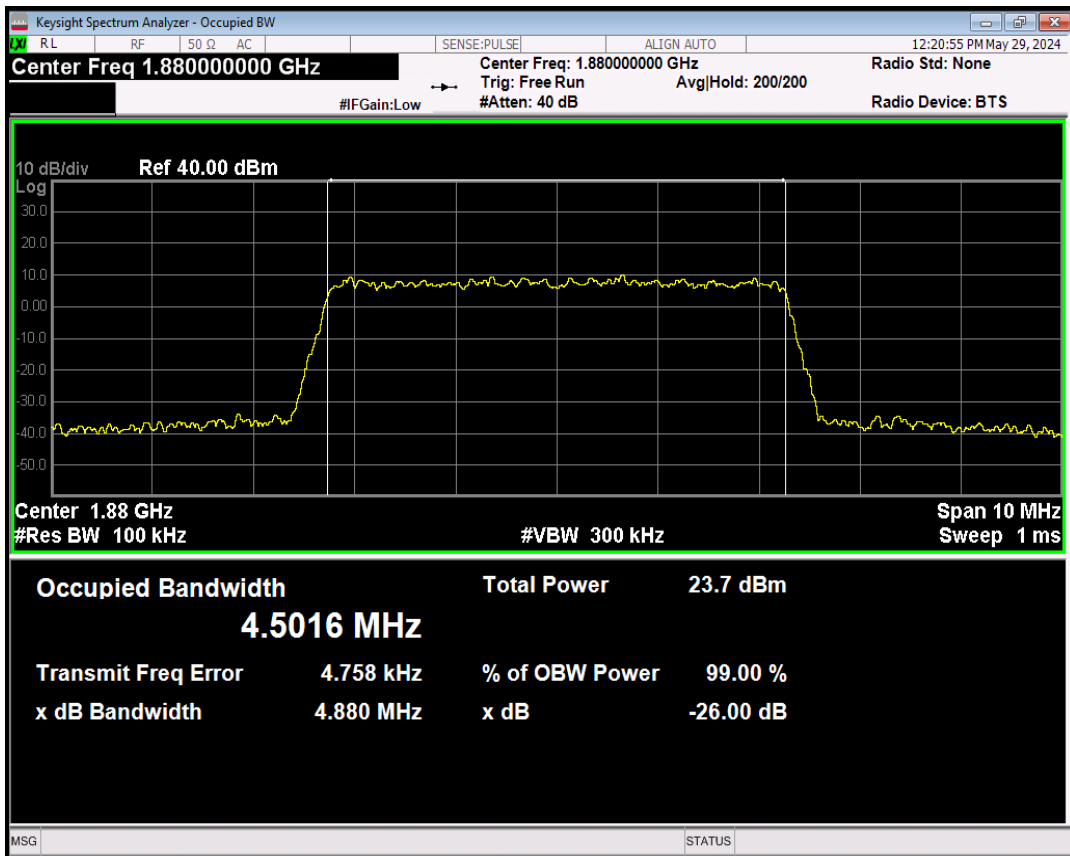 Keysight Spectrum Analyzer - Occupied BW
LXI RL RF 50 Ω AC SENSE:PULSE ALIGN AUTO 12:20:55 PM May 29, 2024
Center Freq 1.880000000 GHz Center Freq: 1.880000000 GHz Radio Std: None
Trig: Free Run Avg|Hold: 200/200
#IFGain:Low #Atten: 40 dB Radio Device: BTS
10 dB/div Ref 40.00 dBm
Log
30.0
20.0
10.0
0.00
-10.0
-20.0
-30.0
-40.0
-50.0
Center 1.88 GHz Span 10 MHz
#Res BW 100 kHz #VBW 300 kHz Sweep 1 ms
Occupied Bandwidth Total Power 23.7 dBm
4.5016 MHz
Transmit Freq Error 4.758 kHz % of OBW Power 99.00 %
x dB Bandwidth 4.880 MHz x dB -26.00 dB
MSG STATUS